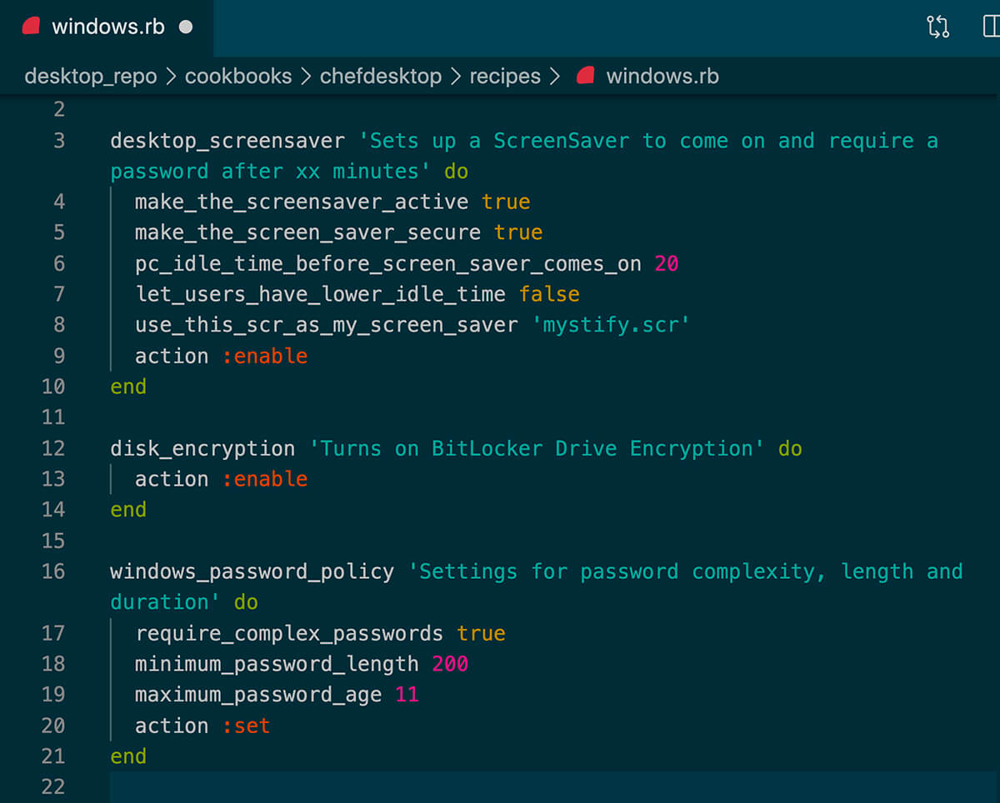 windows.rb
desktop_repo > cookbooks > chefdesktop > recipes > windows.rb
2
3 desktop_screensaver 'Sets up a ScreenSaver to come on and require a
password after xx minutes' do
4 make_the_screensaver_active true
5 make_the_screen_saver_secure true
6 pc_idle_time_before_screen_saver_comes_on 20
7 let_users_have_lower_idle_time false
8 use_this_scr_as_my_screen_saver 'mystify.scr'
9 action :enable
10 end
11
12 disk_encryption 'Turns on BitLocker Drive Encryption' do
13 action :enable
14 end
15
16 windows_password_policy 'Settings for password complexity, length and
duration' do
17 require_complex_passwords true
18 minimum_password_length 200
19 maximum_password_age 11
20 action :set
21 end
22